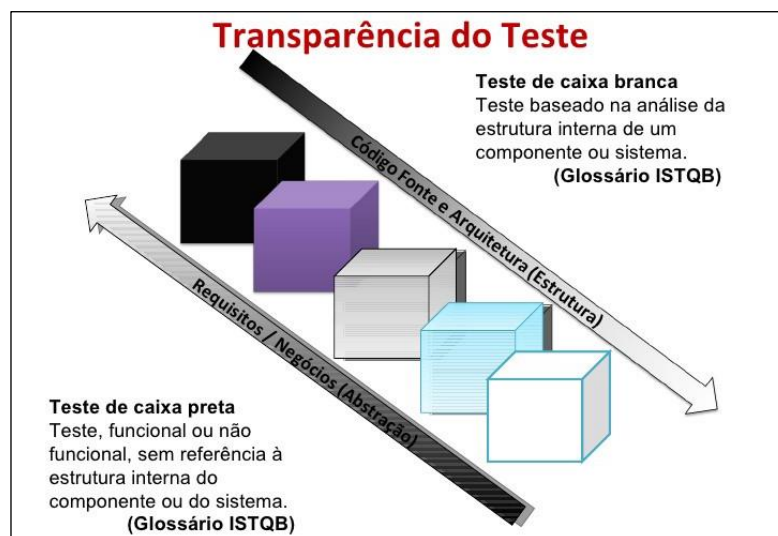 Transparência do Teste
Teste de caixa branca
Teste baseado na análise da
estrutura interna de um
componente ou sistema.
(Glossário ISTQB)
Código Fonte e Arquitetura (Estrutura)
Requisitos / Negócios (Abstração)
Teste de caixa preta
Teste, funcional ou não
funcional, sem referência à
estrutura interna do
componente ou do sistema.
(Glossário ISTQB)